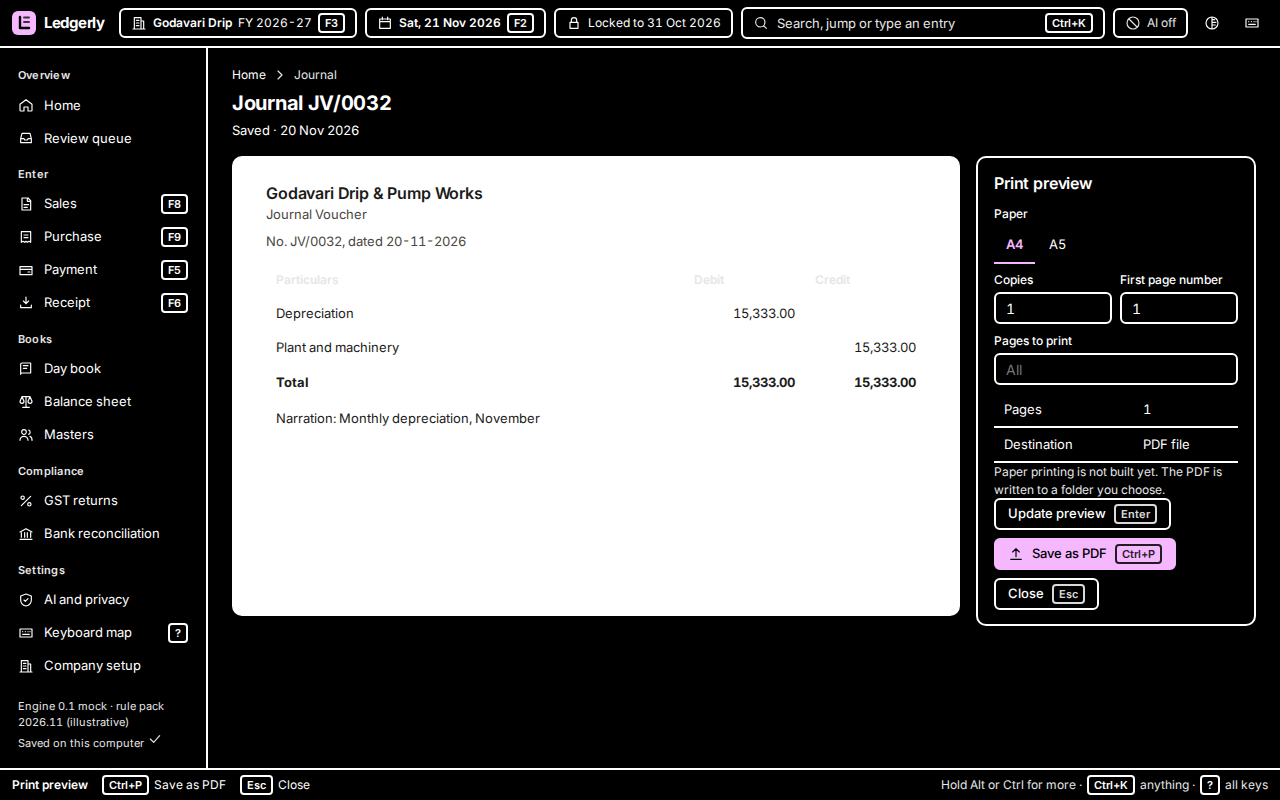 Ledgerly
Godavari Drip FY 2026-27 F3
Sat, 21 Nov 2026 F2
Locked to 31 Oct 2026
Search, jump or type an entry Ctrl+K
AI off
Overview
Home
Review queue
Enter
Sales F8
Purchase F9
Payment F5
Receipt F6
Books
Day book
Balance sheet
Masters
Compliance
GST returns
Bank reconciliation
Settings
AI and privacy
Keyboard map ?
Company setup
Engine 0.1 mock · rule pack
2026.11 (illustrative)
Saved on this computer
Home Journal
Journal JV/0032
Saved · 20 Nov 2026
Godavari Drip & Pump Works
Journal Voucher
No. JV/0032, dated 20-11-2026
Particulars Debit Credit
Depreciation 15,333.00
Plant and machinery 15,333.00
Total 15,333.00 15,333.00
Narration: Monthly depreciation, November
Print preview
Paper
A4 A5
Copies First page number
1 1
Pages to print
All
Pages 1
Destination PDF file
Paper printing is not built yet. The PDF is
written to a folder you choose.
Update preview Enter
Save as PDF Ctrl+P
Close Esc
Print preview Ctrl+P Save as PDF Esc Close
Hold Alt or Ctrl for more · Ctrl+K anything · ? all keys